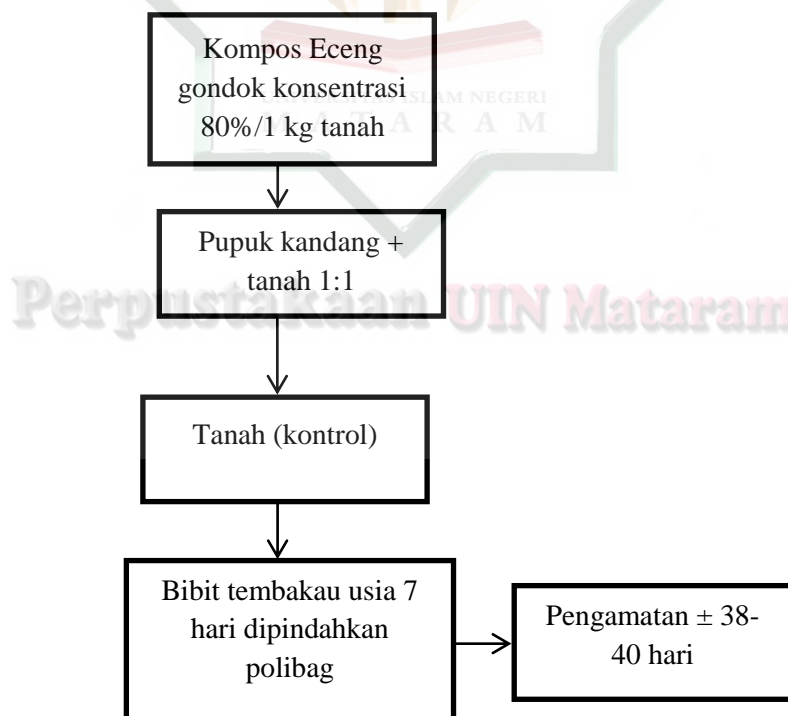 Kompos Eceng
gondok konsentrasi
UNIVERSITAS ISLAM NEGERI
80%/1 kg tanah
M A T A R A M
Pupuk kandang +
tanah 1:1
Perpustakaan UIN Mataram
Tanah (kontrol)
Bibit tembakau usia 7
hari dipindahkan
polibag
Pengamatan ± 38-
40 hari